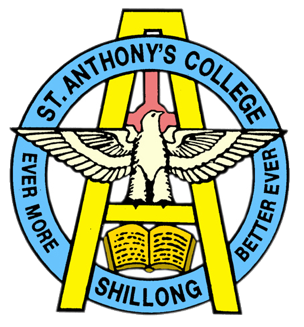 ST. ANTHONY'S COLLEGE
EVER MORE
BETTER EVER
SHILLONG